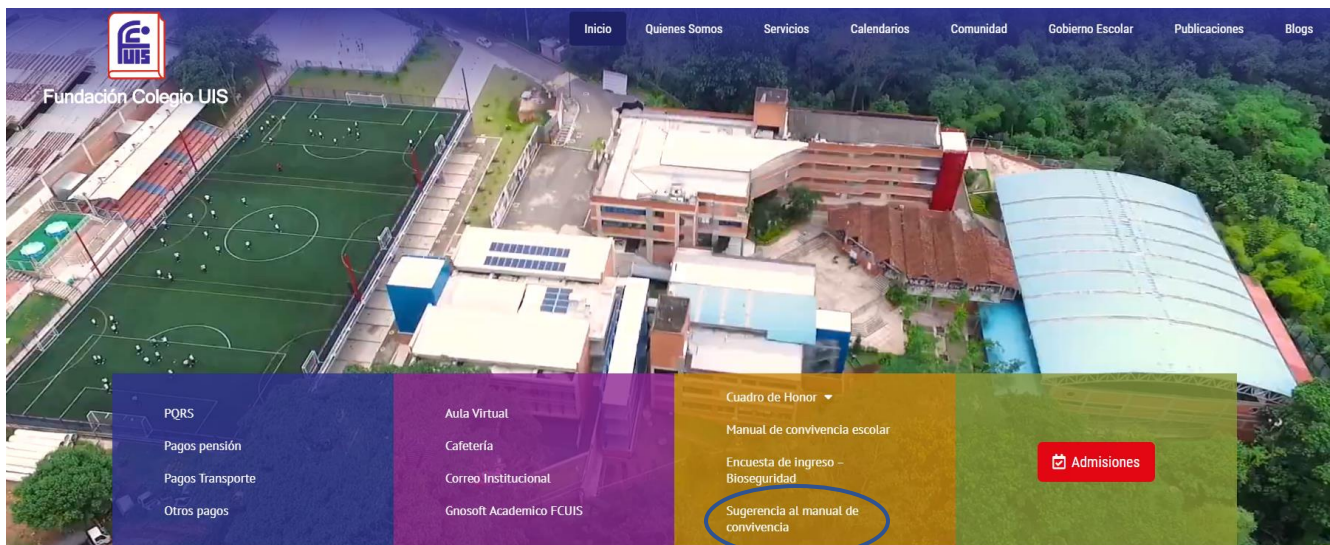 Inicio
Quienes Somos
Servicios
Calendarios
Comunidad
Gobierno Escolar
Publicaciones
Blogs
FCUIS
Fundación Colegio UIS
PQRS
Pagos pensión
Pagos Transporte
Otros pagos
Aula Virtual
Cafetería
Correo Institucional
Gnosoft Academico FCUIS
Cuadro de Honor
Manual de convivencia escolar
Encuesta de ingreso –
Bioseguridad
Sugerencia al manual de
convivencia
Admisiones